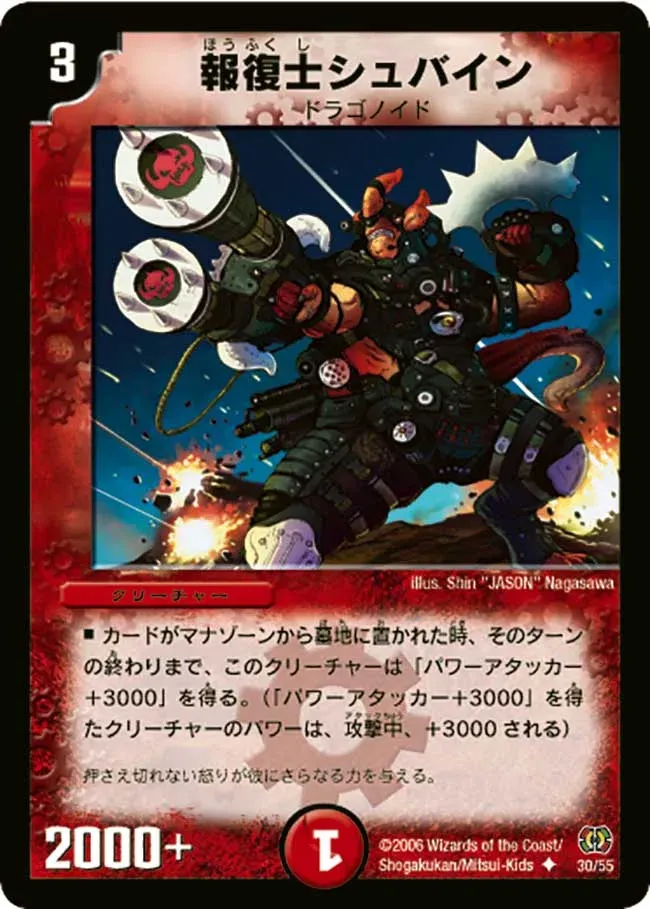 3
ほうふくし
報復士シュバイン
ドラゴノイド
illus. Shin "JASON" Nagasawa
クリーチャー
■ カードがマナゾーンから墓地に置かれた時、そのターン
の終わりまで、このクリーチャーは「パワーアタッカー
+3000」を得る。(「パワーアタッカー+3000」を得
たクリーチャーのパワーは、攻撃中、+3000 される)
押さえ切れない怒りが彼にさらなる力を与える。
2000+
1
©2006 Wizards of the Coast/
Shogakukan/Mitsui-Kids
30/55